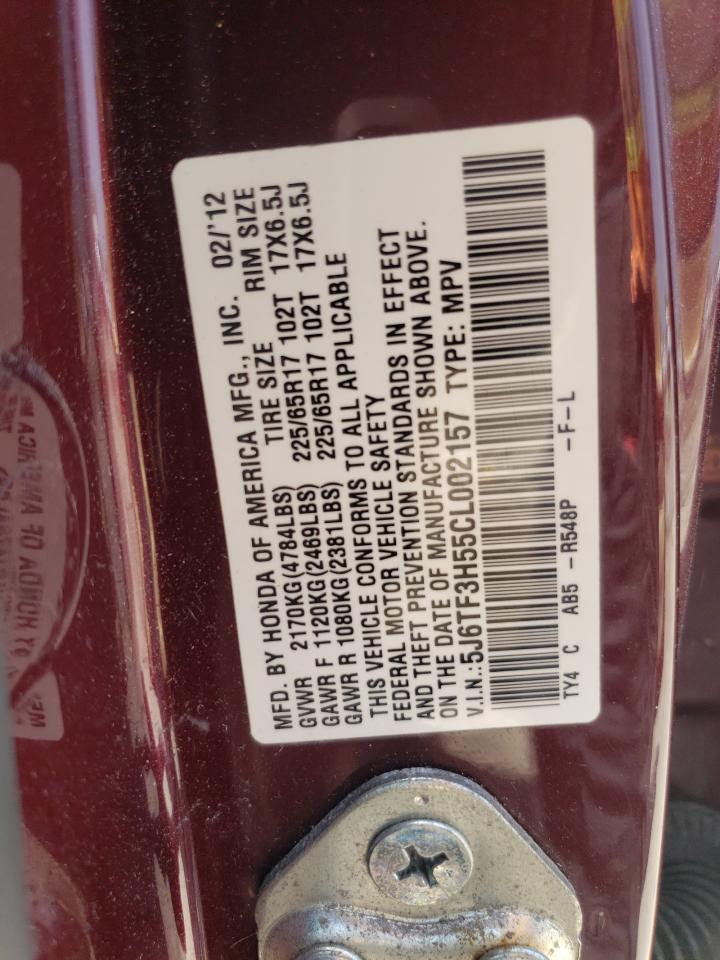 MFD. BY HONDA OF AMERICA MFG., INC. 02/'12
GVWR 2170KG(4784LBS) TIRE SIZE RIM SIZE
GAWR F 1120KG(2469LBS) 225/65R17 102T 17X6.5J
GAWR R 1080KG(2381LBS) 225/65R17 102T 17X6.5J
THIS VEHICLE CONFORMS TO ALL APPLICABLE
FEDERAL MOTOR VEHICLE SAFETY
AND THEFT PREVENTION STANDARDS IN EFFECT
ON THE DATE OF MANUFACTURE SHOWN ABOVE.
V.I.N.:5J6TF3H55CL002157 TYPE: MPV
TY4 C AB5 -R548P -F-L